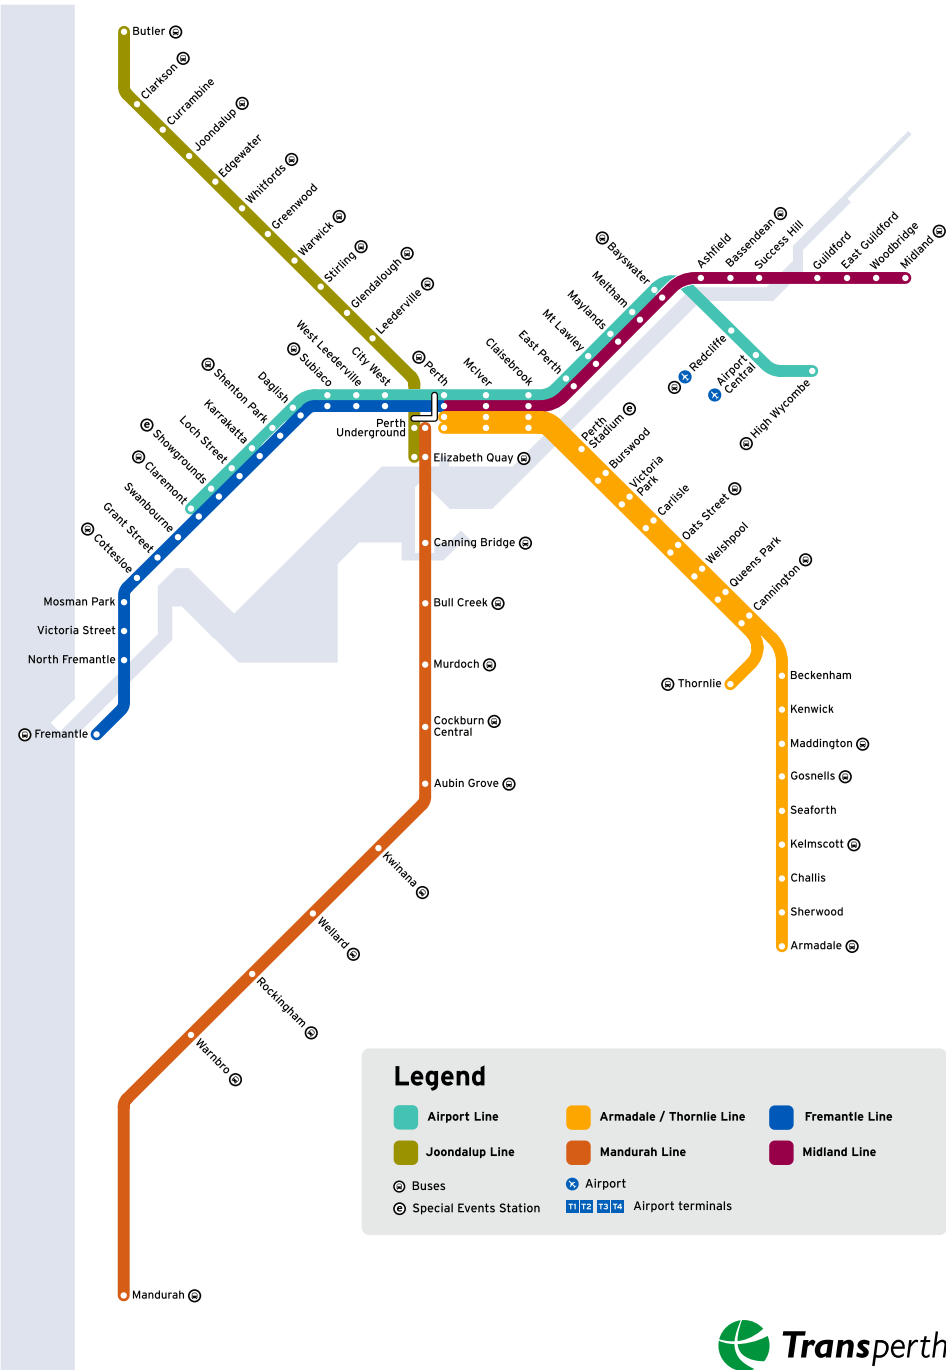 Butler
Clarkson
Currambine
Joondalup
Edgewater
Whitfords
Greenwood
Warwick
Stirling
Glendalough
Leederville
Bayswater
Meltham
Maylands
Mt Lawley
East Perth
Claisebrook
McIver
Perth
City West
West Leederville
Subiaco
Daglish
Shenton Park
Karrakatta
Loch Street
Showgrounds
Claremont
Swanbourne
Grant Street
Cottesloe
Mosman Park
Victoria Street
North Fremantle
Fremantle
Ashfield
Bassendean
Success Hill
Guildford
East Guildford
Woodbridge
Midland
Redcliffe
Airport
Central
High Wycombe
Perth
Underground
Elizabeth Quay
Canning Bridge
Bull Creek
Murdoch
Cockburn
Central
Aubin Grove
Kwinana
Wellard
Rockingham
Warnbro
Mandurah
Perth
Stadium
e
Burswood
Victoria
Park
Carlisle
Oats Street
Welshpool
Queens Park
Cannington
Thornlie
Beckenham
Kenwick
Maddington
Gosnells
Seaforth
Kelmscott
Challis
Sherwood
Armadale
Legend
Airport Line
Armadale / Thornlie Line
Fremantle Line
Joondalup Line
Mandurah Line
Midland Line
Buses
Airport
e Special Events Station
T1 T2 T3 T4 Airport terminals
Transperth